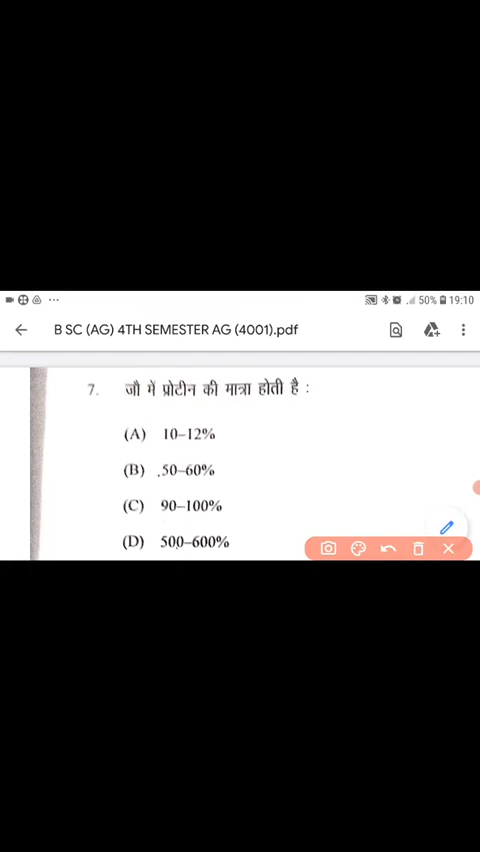 50% 19:10
B SC (AG) 4TH SEMESTER AG (4001).pdf
7. जौ में प्रोटीन की मात्रा होती है :
(A) 10–12%
(B) 50–60%
(C) 90–100%
(D) 500–600%